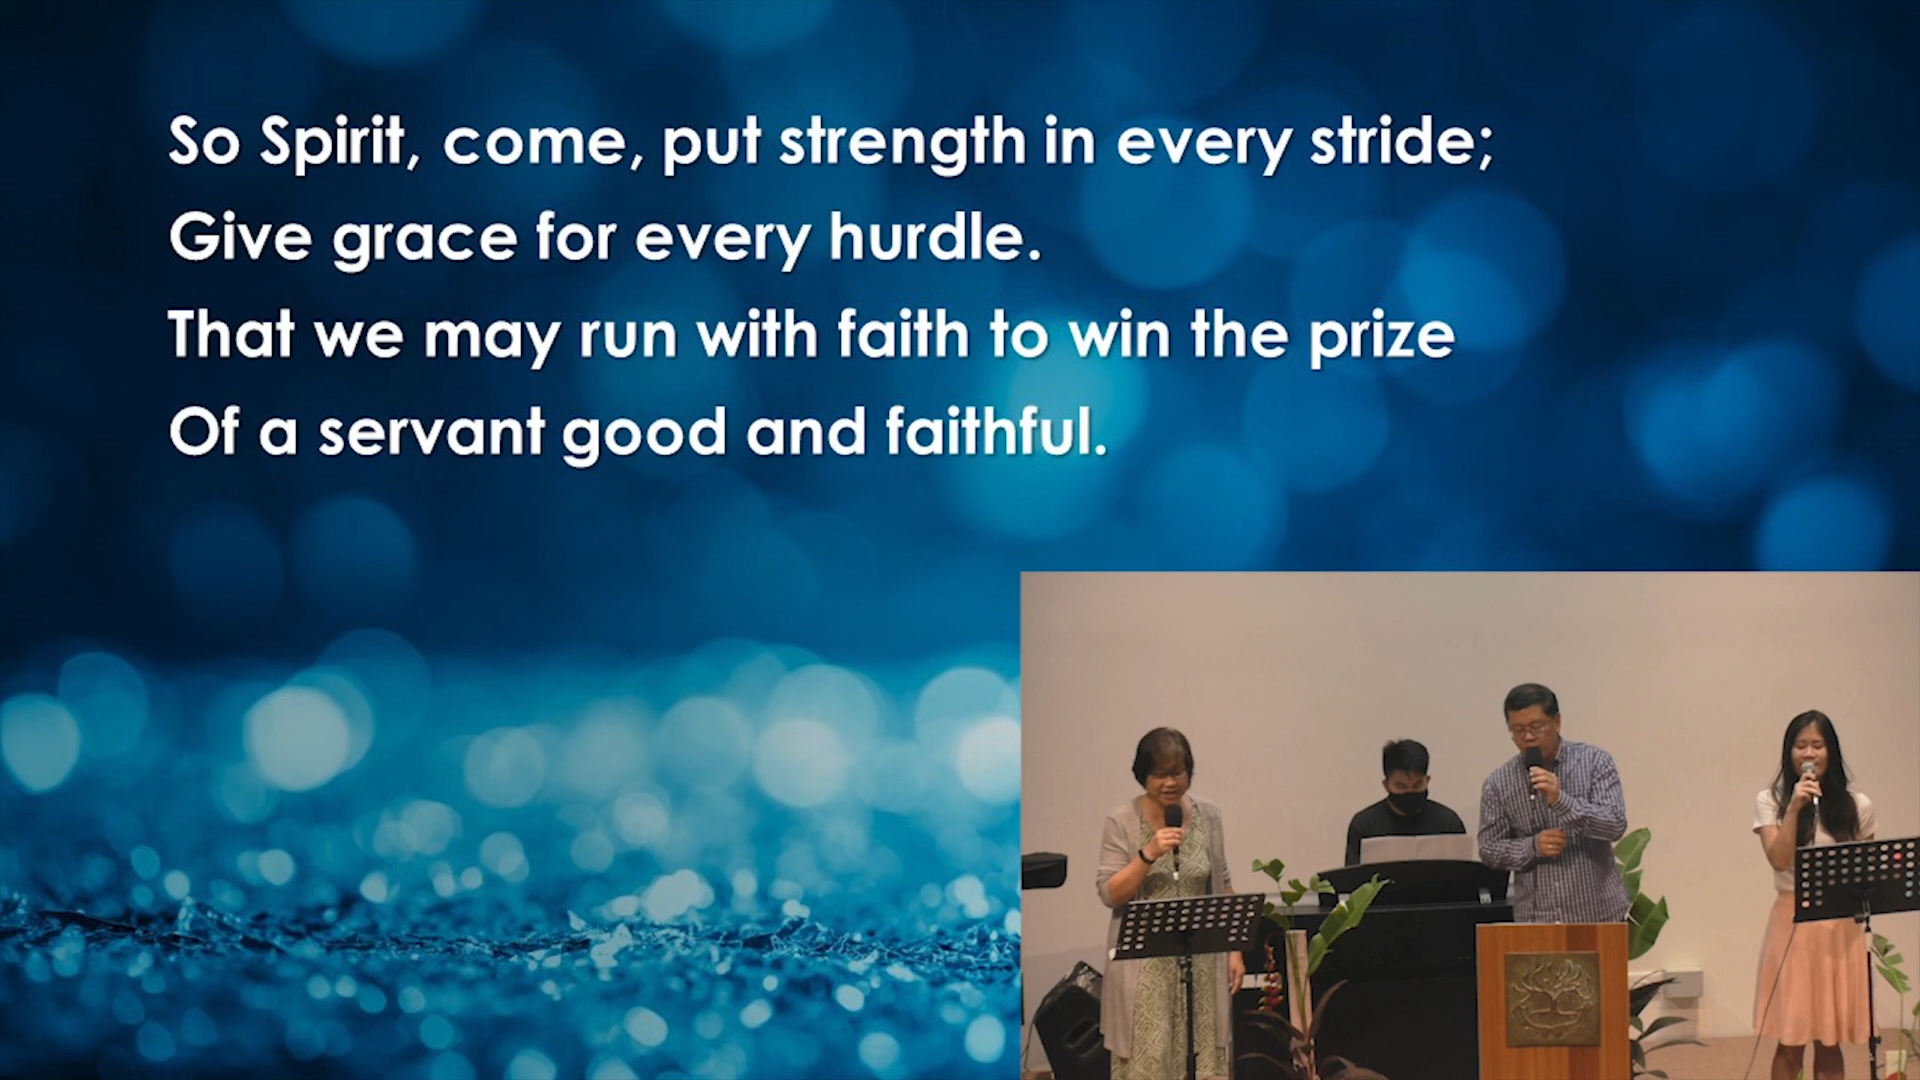 So Spirit, come, put strength in every stride;
Give grace for every hurdle.
That we may run with faith to win the prize
Of a servant good and faithful.